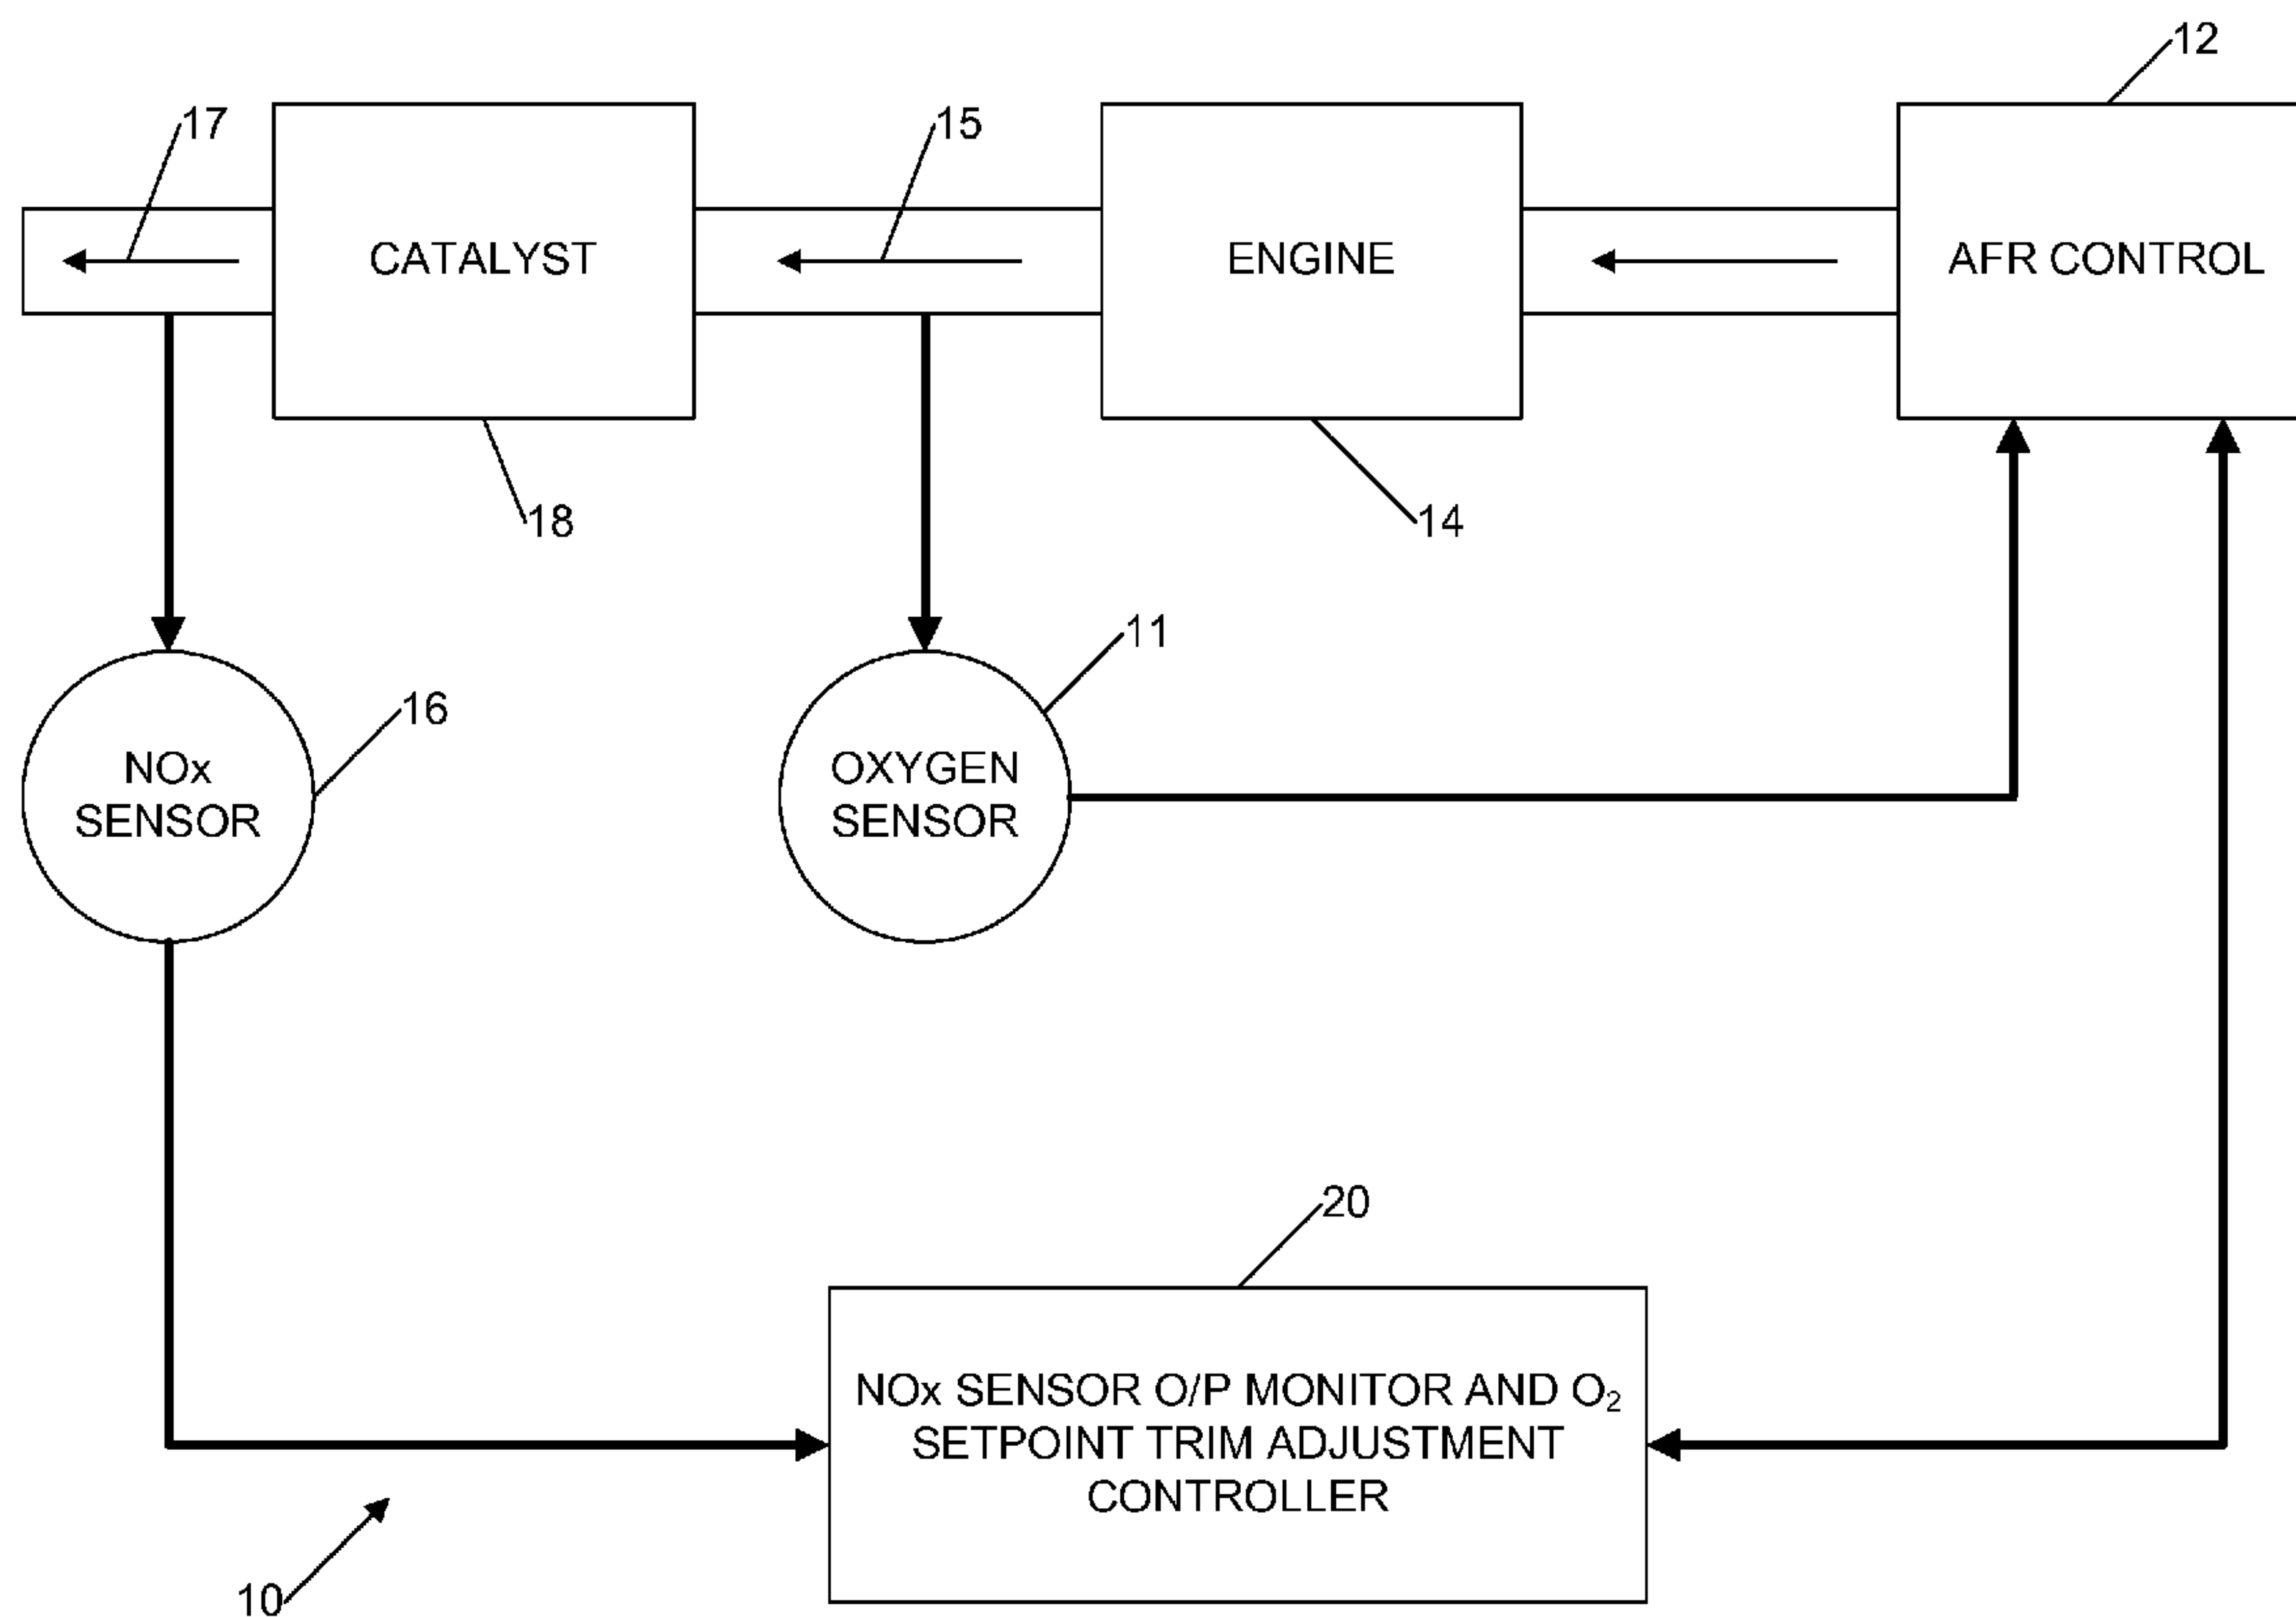 12
17
15
CATALYST
ENGINE
AFR CONTROL
18
14
11
16
NOx
SENSOR
OXYGEN
SENSOR
20
NOx SENSOR O/P MONITOR AND O₂
SETPOINT TRIM ADJUSTMENT
CONTROLLER
10